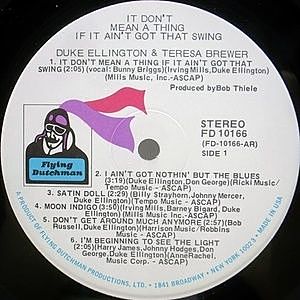 IT DON'T
MEAN A THING
IF IT AIN'T GOT THAT SWING
DUKE ELLINGTON & TERESA BREWER
1. IT DON'T MEAN A THING IF IT AIN'T GOT THAT
SWING (2:05) (vocal: Bunny Briggs)(Irving Mills, Duke Ellington)
(Mills Music, Inc.-ASCAP)
Produced by Bob Thiele
STEREO
FD 10166
(FD-10166-AR)
SIDE 1
Flying
Dutchman
2. I AIN'T GOT NOTHIN' BUT THE BLUES
(3:19) (Duke Ellington, Don George)(Ricki Music/
Tempo Music - ASCAP)
3. SATIN DOLL (2:29) (Billy Strayhorn, Johnny Mercer,
Duke Ellington)(Tempo Music - ASCAP)
4. MOON INDIGO (3:50)(Irving Mills, Barney Bigard, Duke
Ellington)(Mills Music, Inc. - ASCAP)
5. DON'T GET AROUND MUCH ANYMORE (2:57)(Bob
Russell, Duke Ellington)(Harrison Music/ Robbins
Music - ASCAP)
6. I'M BEGINNING TO SEE THE LIGHT
(2:05)(Harry James, Johnny Hodges, Don
George, Duke Ellington)(Anne Rachel
Music Corp. - ASCAP)
A PRODUCT OF FLYING DUTCHMAN PRODUCTIONS, LTD. • 1841 BROADWAY • NEW YORK 10023 • MADE IN U.S.A.